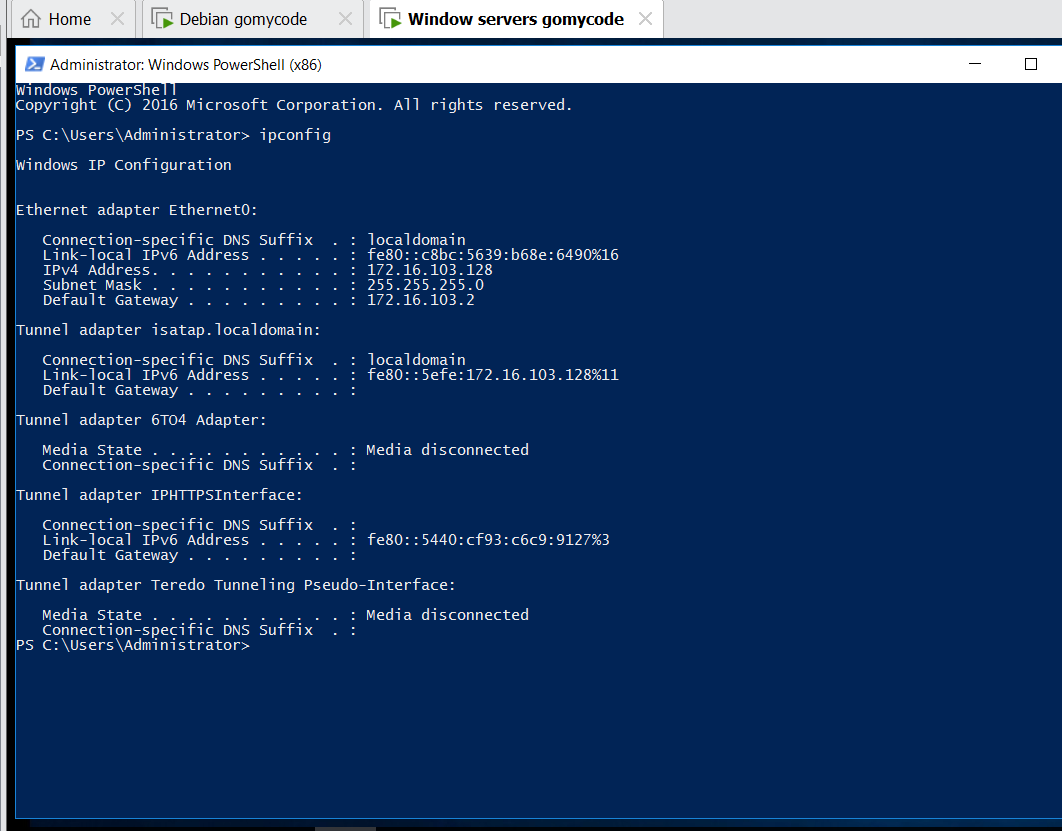 Home
Debian gomycode
Window servers gomycode
Administrator: Windows PowerShell (x86)
Windows PowerShell
Copyright (C) 2016 Microsoft Corporation. All rights reserved.
PS C:\Users\Administrator> ipconfig
Windows IP Configuration
Ethernet adapter Ethernet0:
Connection-specific DNS Suffix  . : localdomain
Link-local IPv6 Address . . . . . : fe80::c8bc:5639:b68e:6490%16
IPv4 Address. . . . . . . . . . . : 172.16.103.128
Subnet Mask . . . . . . . . . . . : 255.255.255.0
Default Gateway . . . . . . . . . : 172.16.103.2
Tunnel adapter isatap.localdomain:
Connection-specific DNS Suffix  . : localdomain
Link-local IPv6 Address . . . . . : fe80::5efe:172.16.103.128%11
Default Gateway . . . . . . . . . :
Tunnel adapter 6TO4 Adapter:
Media State . . . . . . . . . . . : Media disconnected
Connection-specific DNS Suffix  . :
Tunnel adapter IPHTTPSInterface:
Connection-specific DNS Suffix  . :
Link-local IPv6 Address . . . . . : fe80::5440:cf93:c6c9:9127%3
Default Gateway . . . . . . . . . :
Tunnel adapter Teredo Tunneling Pseudo-Interface:
Media State . . . . . . . . . . . : Media disconnected
Connection-specific DNS Suffix  . :
PS C:\Users\Administrator>